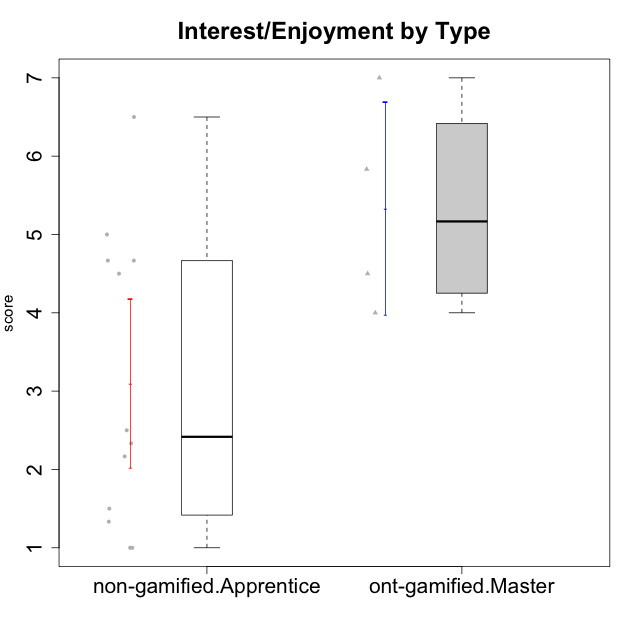 Interest/Enjoyment by Type
7
6
5
4
3
2
1
score
non-gamified.Apprentice
ont-gamified.Master